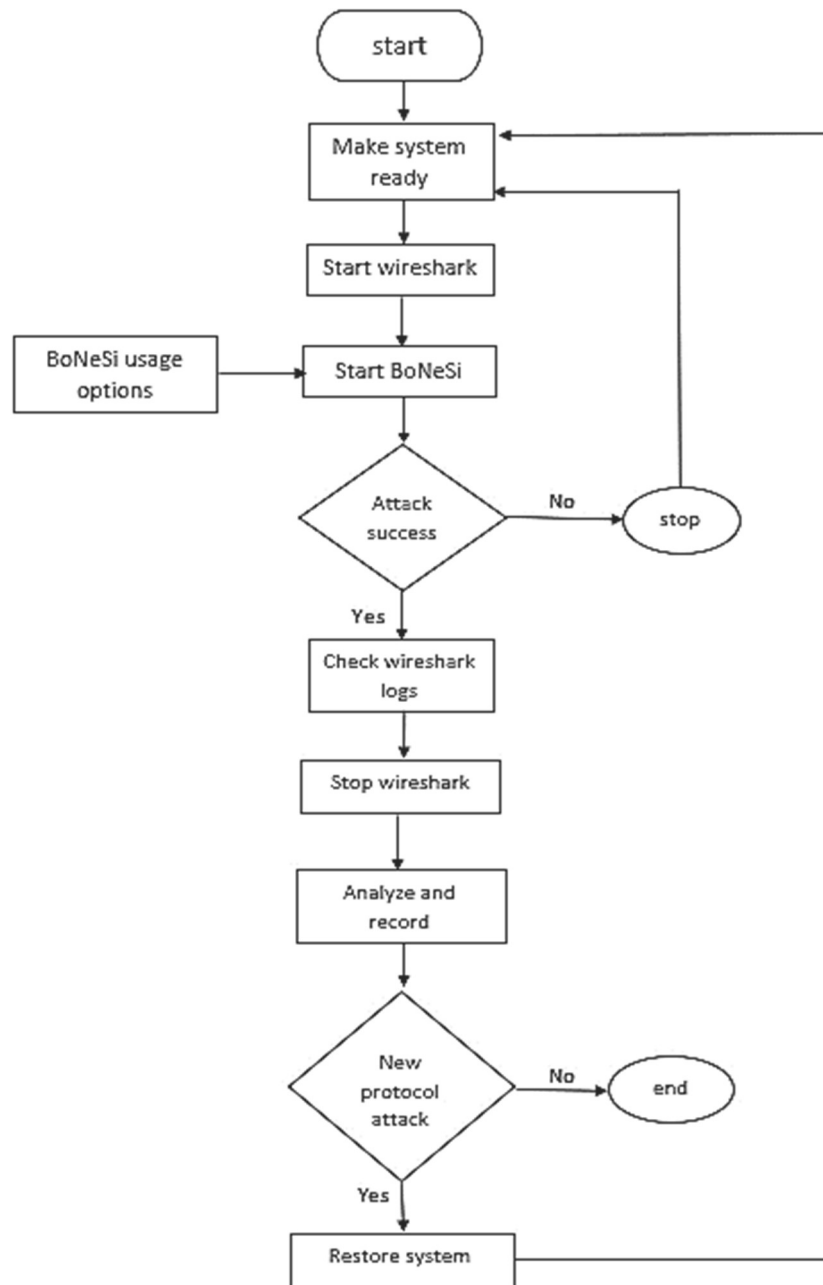 start
Make system
ready
Start wireshark
BoNeSi usage
options
Start BoNeSi
Attack
success
No
stop
Yes
Check wireshark
logs
Stop wireshark
Analyze and
record
New
protocol
attack
No
end
Yes
Restore system